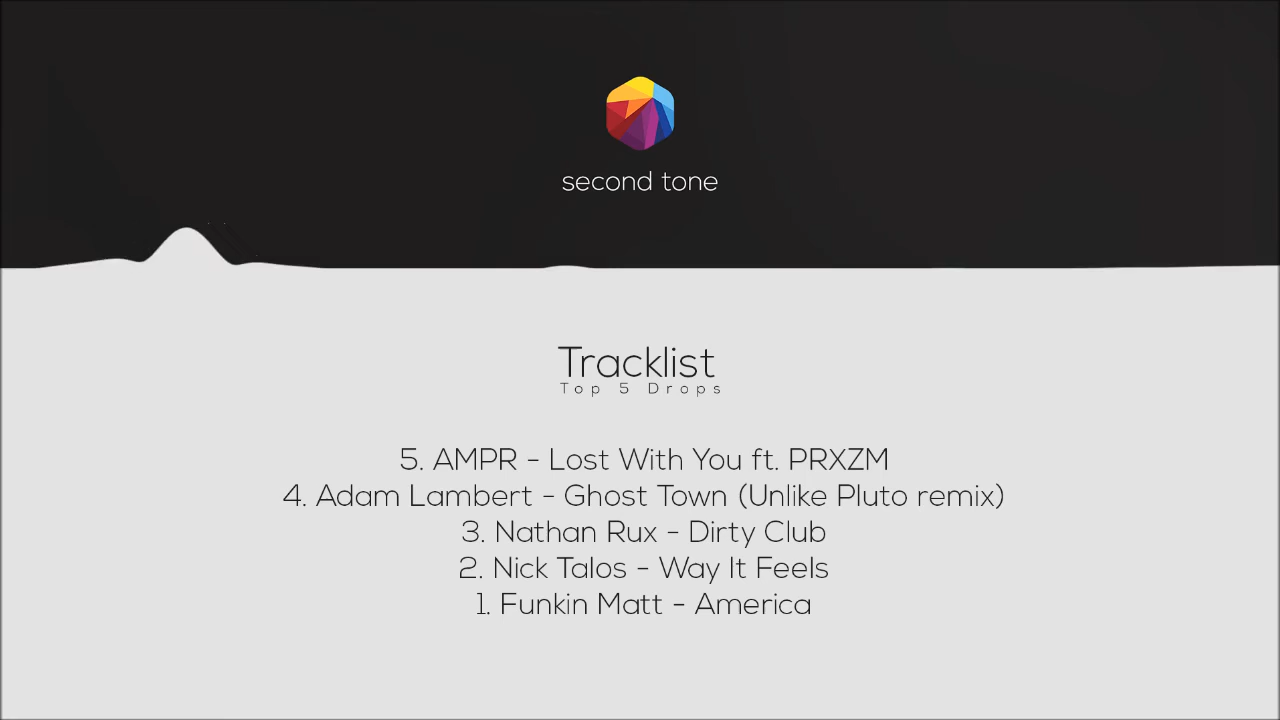 second tone
Tracklist
Top 5 Drops
5. AMPR - Lost With You ft. PRXZM
4. Adam Lambert - Ghost Town (Unlike Pluto remix)
3. Nathan Rux - Dirty Club
2. Nick Talos - Way It Feels
1. Funkin Matt - America